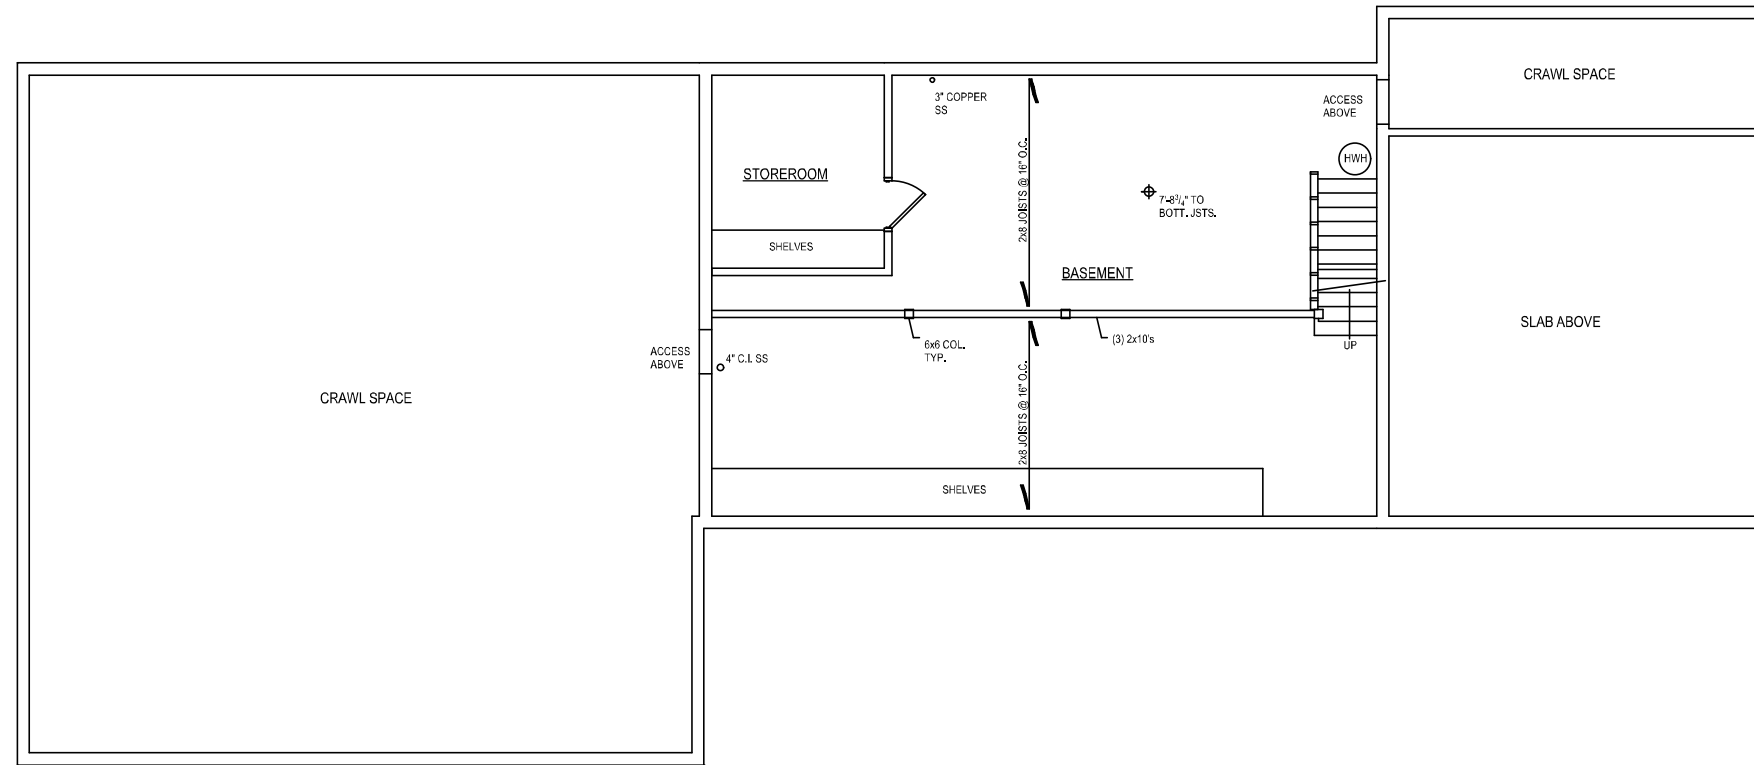 CRAWL SPACE
3" COPPER
SS
ACCESS
ABOVE
HWH
STOREROOM
2x8 JOISTS @ 16" O.C.
7'-8³/₄" TO
BOTT. JSTS.
SHELVES
BASEMENT
SLAB ABOVE
6x6 COL.
TYP.
(3) 2x10's
UP
ACCESS
ABOVE
4" C.I. SS
CRAWL SPACE
2x8 JOISTS @ 16" O.C.
SHELVES